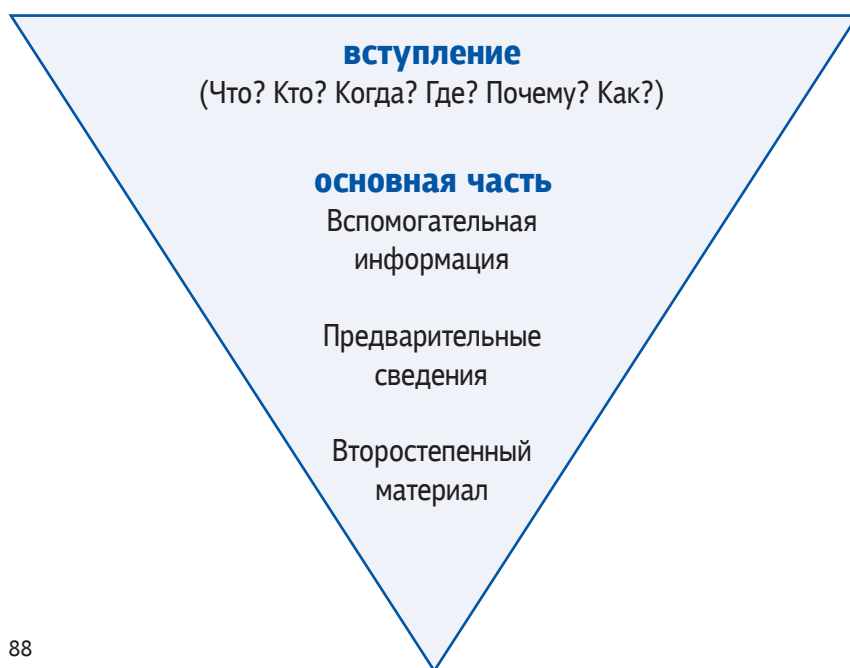 вступление
(Что? Кто? Когда? Где? Почему? Как?)
основная часть
Вспомогательная
информация
Предварительные
сведения
Второстепенный
материал
88